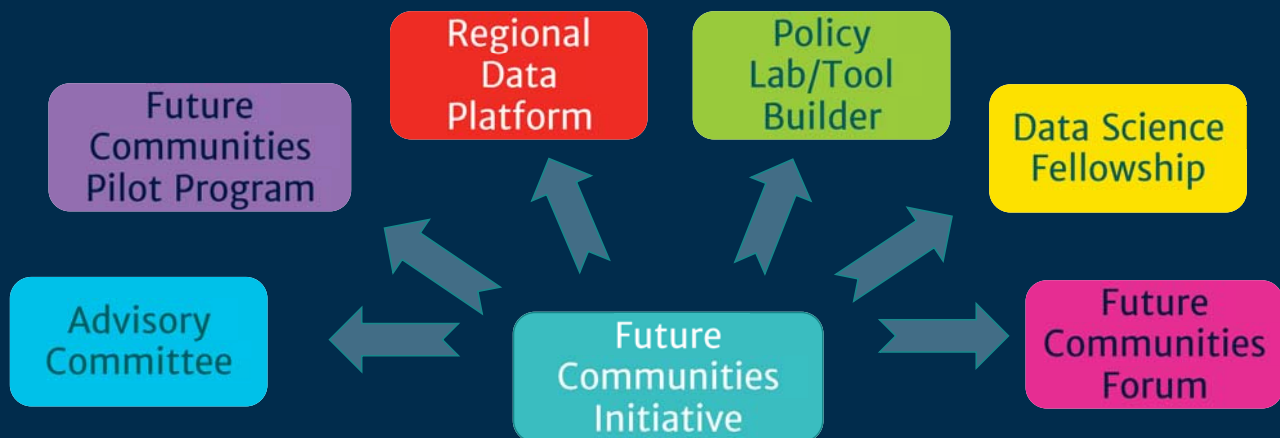 Regional
Data
Platform
Policy
Lab/Tool
Builder
Future
Communities
Pilot Program
Data Science
Fellowship
Advisory
Committee
Future
Communities
Initiative
Future
Communities
Forum